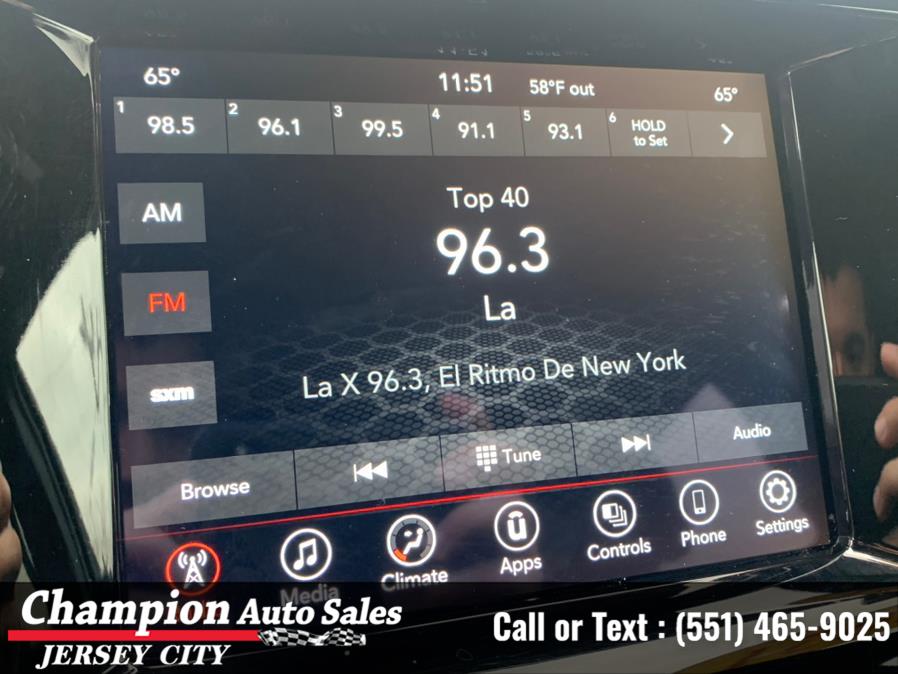 65° 11:51 58°F out 65°
1 98.5 2 96.1 3 99.5 4 91.1 5 93.1 6 HOLD
to Set
AM
Top 40
96.3
FM
La
La X 96.3, El Ritmo De New York
sxm
Browse Tune Audio
Media Climate Apps Controls Phone Settings
Champion Auto Sales
JERSEY CITY
Call or Text : (551) 465-9025